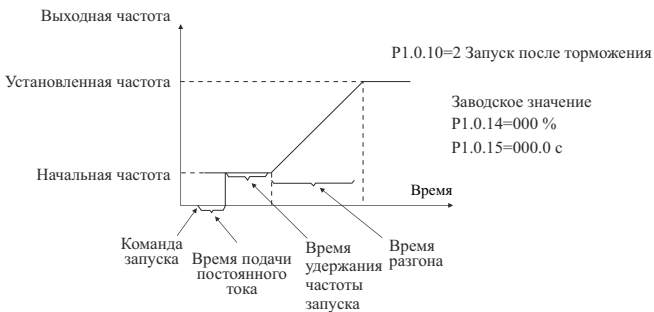 Выходная частота
P1.0.10=2 Запуск после торможения
Установленная частота
Заводское значение
P1.0.14=000 %
P1.0.15=000.0 с
Начальная частота
Время
Команда
запуска
Время подачи
постоянного
тока
Время
удержания
частоты
запуска
Время
разгона